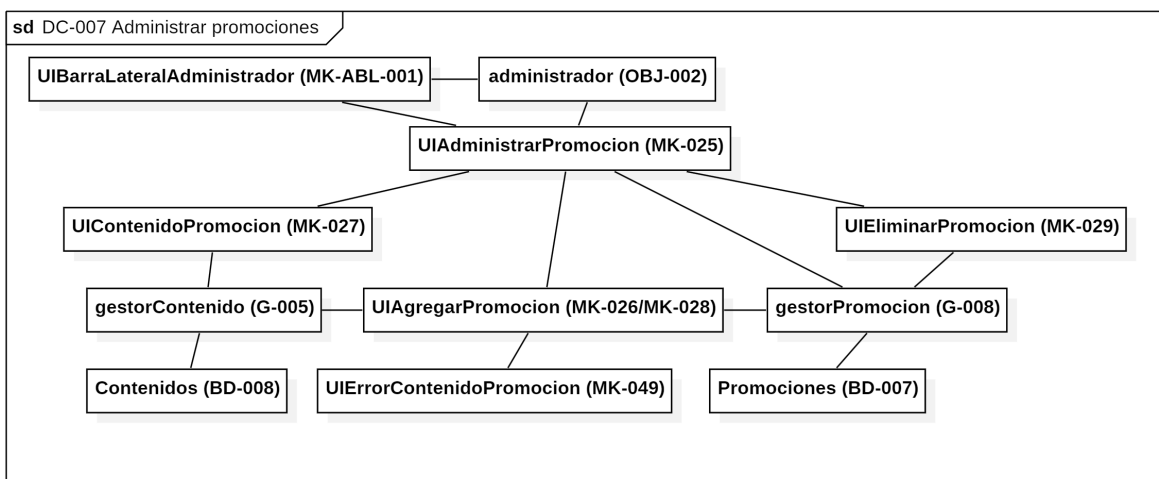 sd DC-007 Administrar promociones
UIBarraLateralAdministrador (MK-ABL-001)
administrador (OBJ-002)
UIAdministrarPromocion (MK-025)
UIContenidoPromocion (MK-027)
UIEliminarPromocion (MK-029)
gestorContenido (G-005)
UIAgregarPromocion (MK-026/MK-028)
gestorPromocion (G-008)
Contenidos (BD-008)
UIErrorContenidoPromocion (MK-049)
Promociones (BD-007)